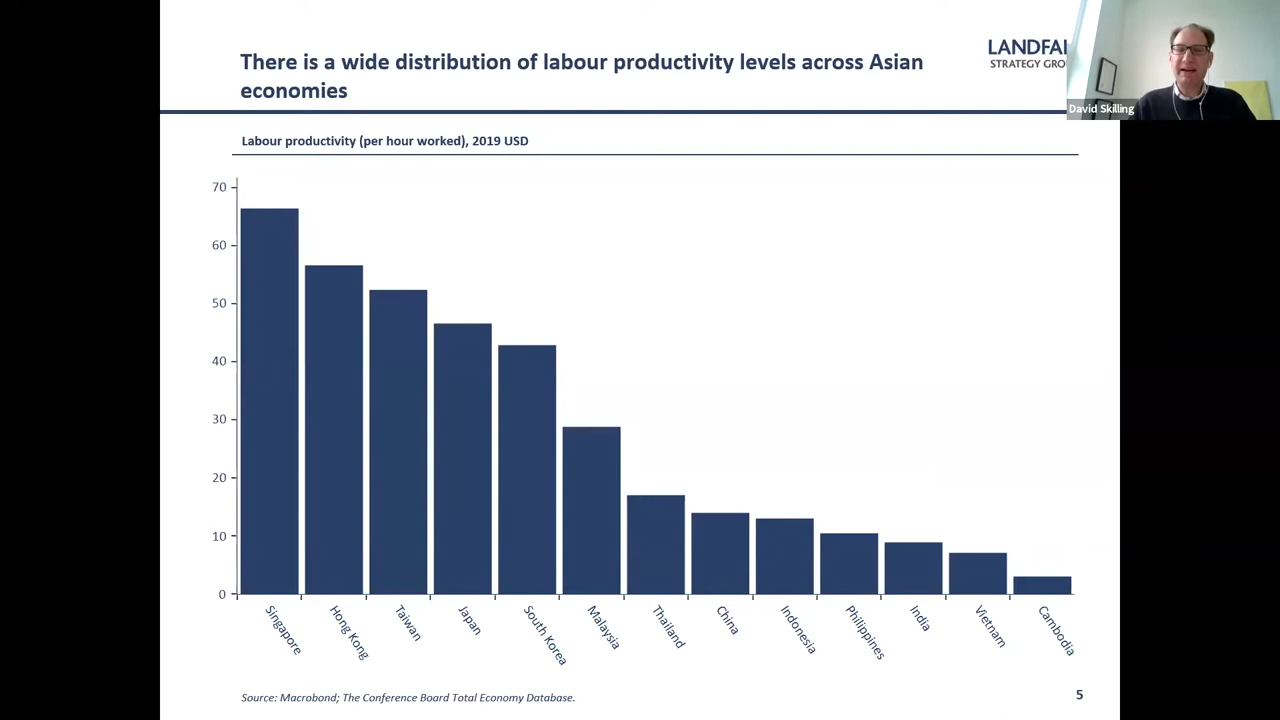 There is a wide distribution of labour productivity levels across Asian
economies
LANDFAI
STRATEGY GRO
David Skilling
Labour productivity (per hour worked), 2019 USD
70
60
50
40
30
20
10
0
Singapore
Hong Kong
Taiwan
Japan
South Korea
Malaysia
Thailand
China
Indonesia
Philippines
India
Vietnam
Cambodia
Source: Macrobond; The Conference Board Total Economy Database.
5